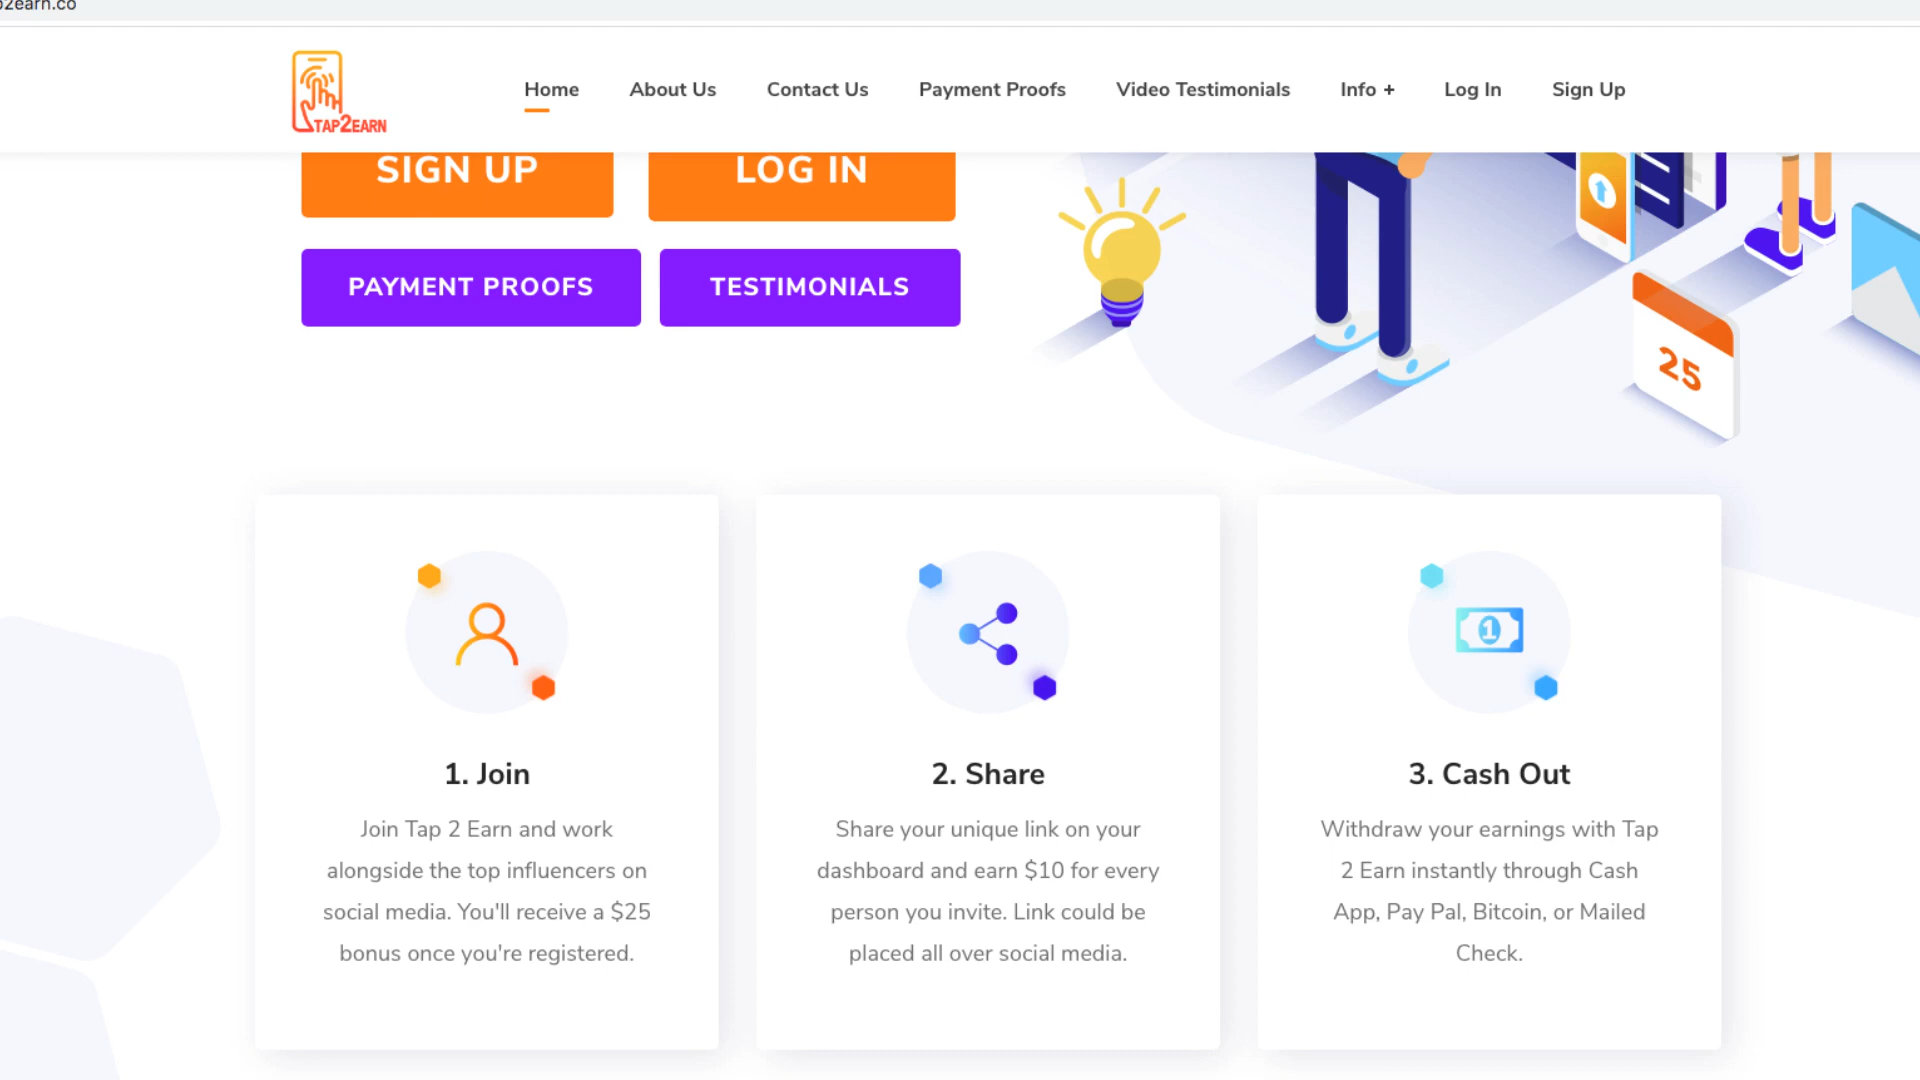 p2earn.co
TAP2EARN
Home About Us Contact Us Payment Proofs Video Testimonials Info + Log In Sign Up
SIGN UP LOG IN
PAYMENT PROOFS TESTIMONIALS
25
1
1. Join
Join Tap 2 Earn and work
alongside the top influencers on
social media. You'll receive a $25
bonus once you're registered.
2. Share
Share your unique link on your
dashboard and earn $10 for every
person you invite. Link could be
placed all over social media.
3. Cash Out
Withdraw your earnings with Tap
2 Earn instantly through Cash
App, Pay Pal, Bitcoin, or Mailed
Check.